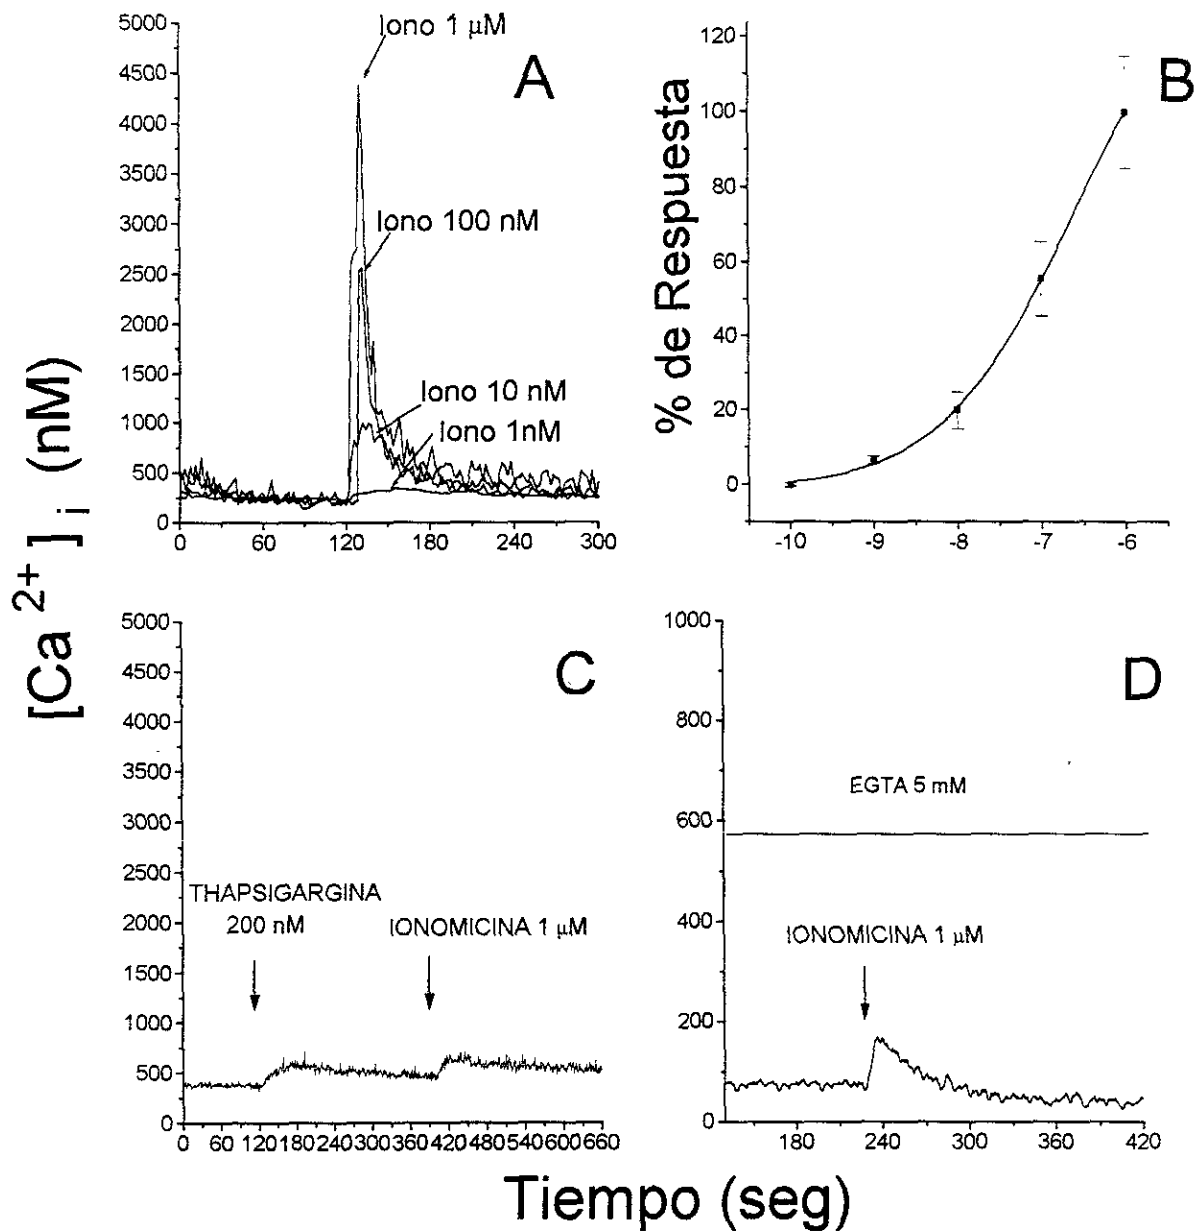 [Ca 2+] i (nM)
A
5000
4500
4000
3500
3000
2500
2000
1500
1000
500
0
0 60 120 180 240 300
Iono 1 µM
Iono 100 nM
Iono 10 nM
Iono 1nM
B
% de Respuesta
120
100
80
60
40
20
0
-10 -9 -8 -7 -6
C
5000
4500
4000
3500
3000
2500
2000
1500
1000
500
0
THAPSIGARGINA
200 nM
IONOMICINA 1 µM
0 60 120 180 240 300 360 420 480 540 600 660
D
1000
800
600
400
200
0
EGTA 5 mM
IONOMICINA 1 µM
180 240 300 360 420
Tiempo (seg)